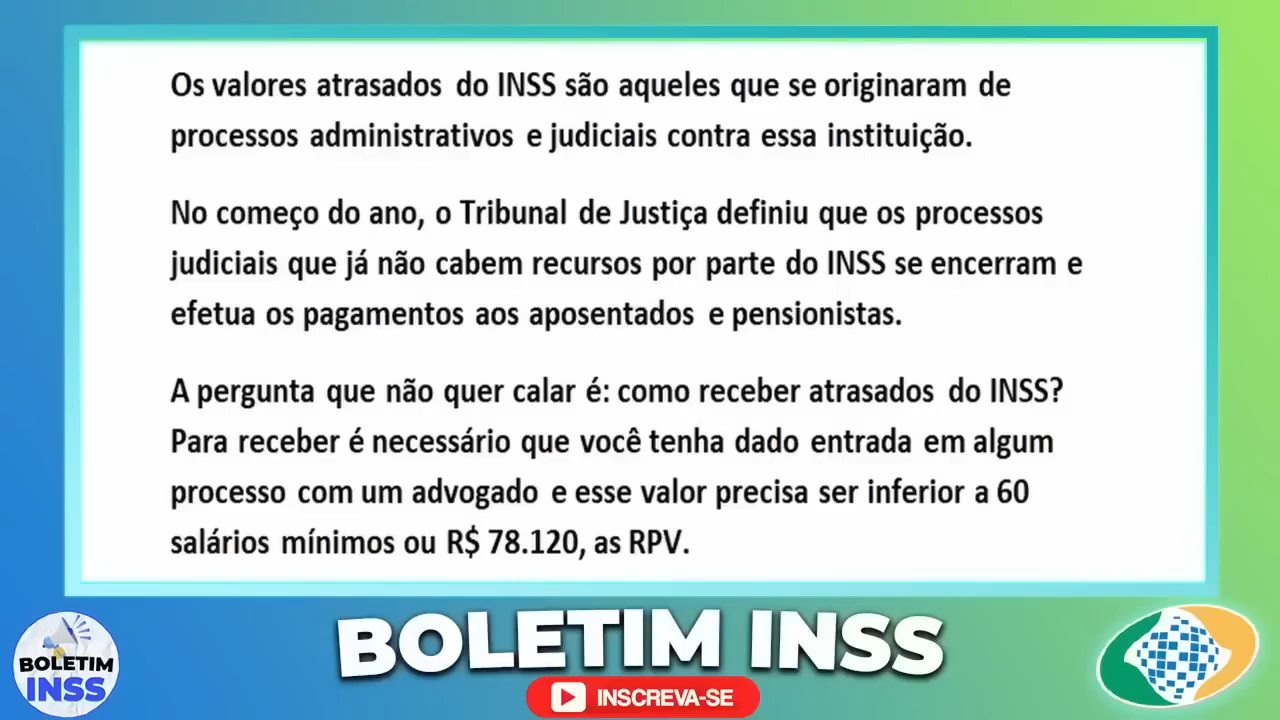 Os valores atrasados do INSS são aqueles que se originaram de
processos administrativos e judiciais contra essa instituição.
No começo do ano, o Tribunal de Justiça definiu que os processos
judiciais que já não cabem recursos por parte do INSS se encerram e
efetua os pagamentos aos aposentados e pensionistas.
A pergunta que não quer calar é: como receber atrasados do INSS?
Para receber é necessário que você tenha dado entrada em algum
processo com um advogado e esse valor precisa ser inferior a 60
salários mínimos ou R$ 78.120, as RPV.
BOLETIM INSS
BOLETIM
INSS
INSCREVA-SE